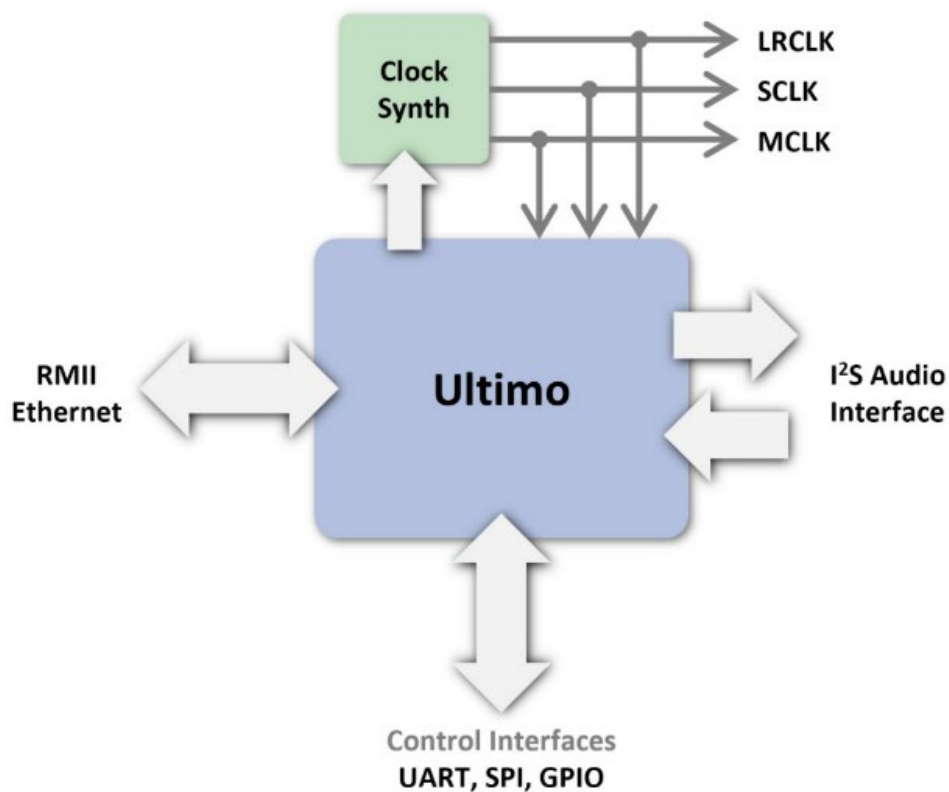 Clock
Synth
LRCLK
SCLK
MCLK
RMII
Ethernet
Ultimo
I²S Audio
Interface
Control Interfaces
UART, SPI, GPIO